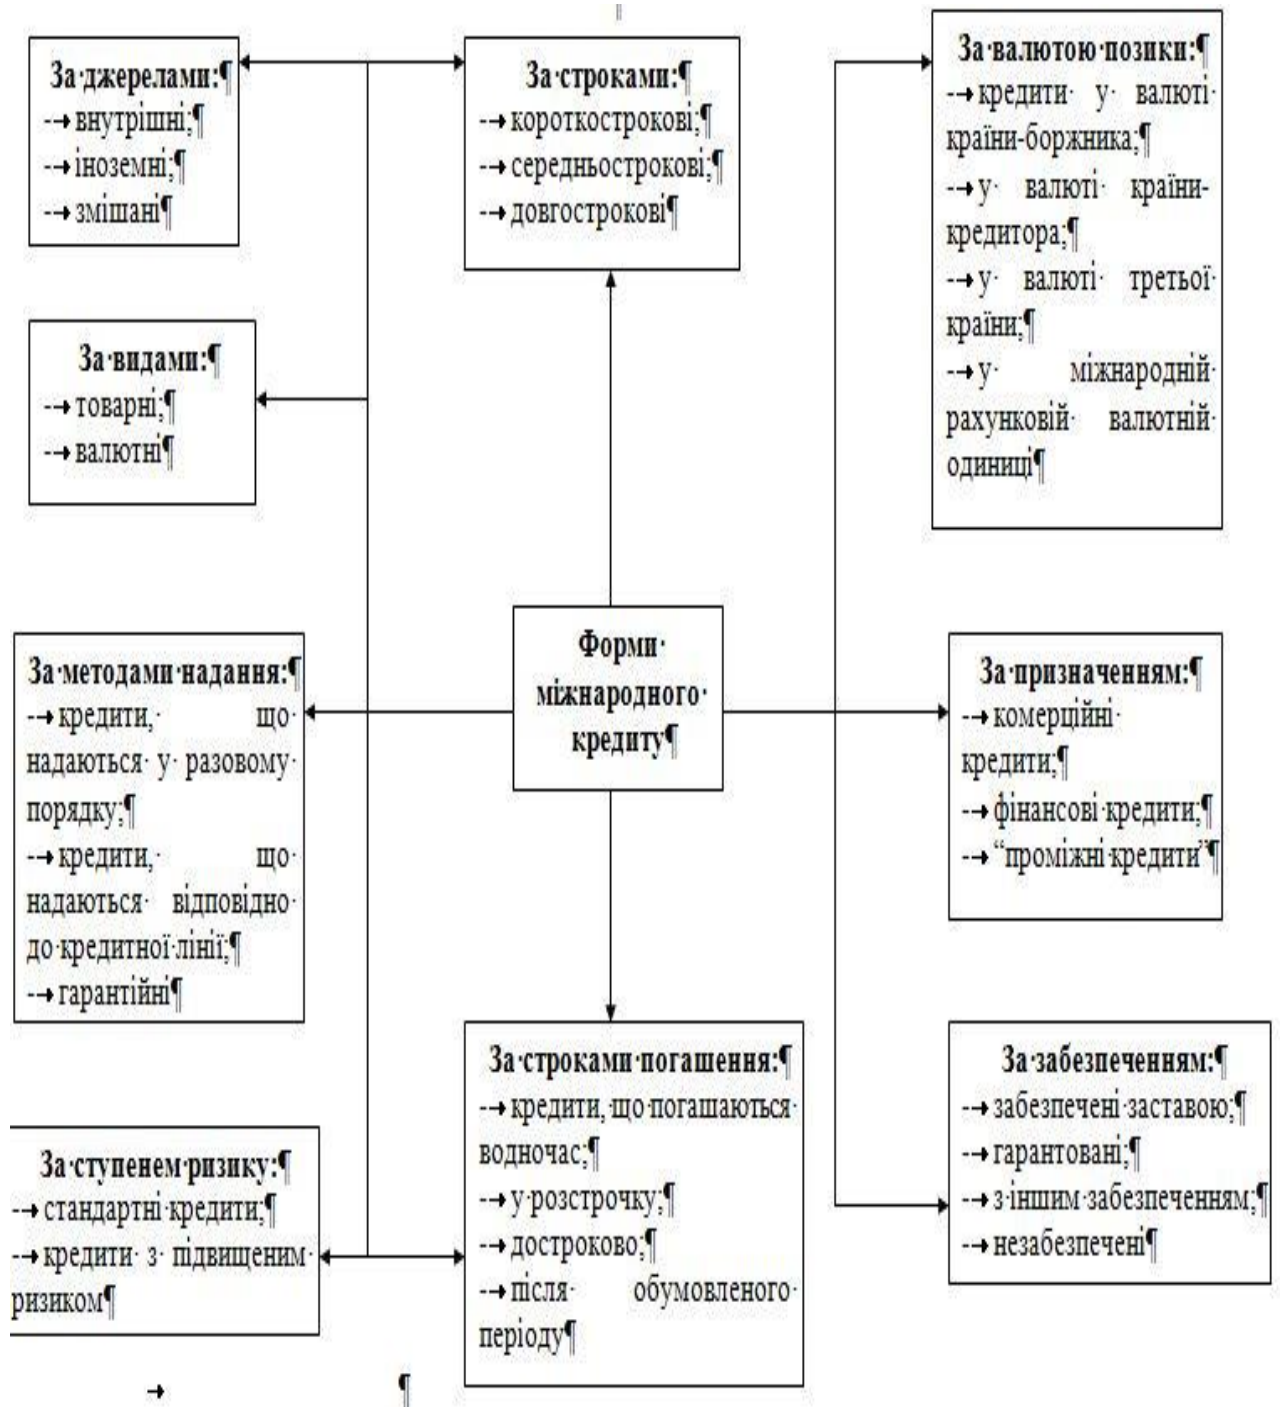 За джерелами:¶
--→внутрішні;¶
--→іноземні;¶
--→змішані¶
За строками:¶
--→короткострокові;¶
--→середньострокові;¶
--→довгострокові¶
За валютою позики:¶
--→кредити у валюті
країни-боржника;¶
--→у валюті країни-
кредитора;¶
--→у валюті третьої
країни;¶
--→у міжнародній
рахунковій валютній
одиниці¶
За видами:¶
--→товарні;¶
--→валютні¶
Форми
міжнародного
кредиту¶
За методами надання:¶
--→кредити, що
надаються у разовому
порядку;¶
--→кредити, що
надаються відповідно
до кредитної лінії;¶
--→гарантійні¶
За призначенням:¶
--→комерційні
кредити;¶
--→фінансові кредити;¶
--→“проміжні кредити”¶
За ступенем ризику:¶
--→стандартні кредити;¶
--→кредити з підвищеним
ризиком¶
За строками погашення:¶
--→кредити, що погашаються
водночас;¶
--→у розстрочку;¶
--→достроково;¶
--→після обумовленого
періоду¶
За забезпеченням:¶
--→забезпечені заставою;¶
--→гарантовані;¶
--→з іншим забезпеченням;¶
--→незабезпечені¶
→ ¶